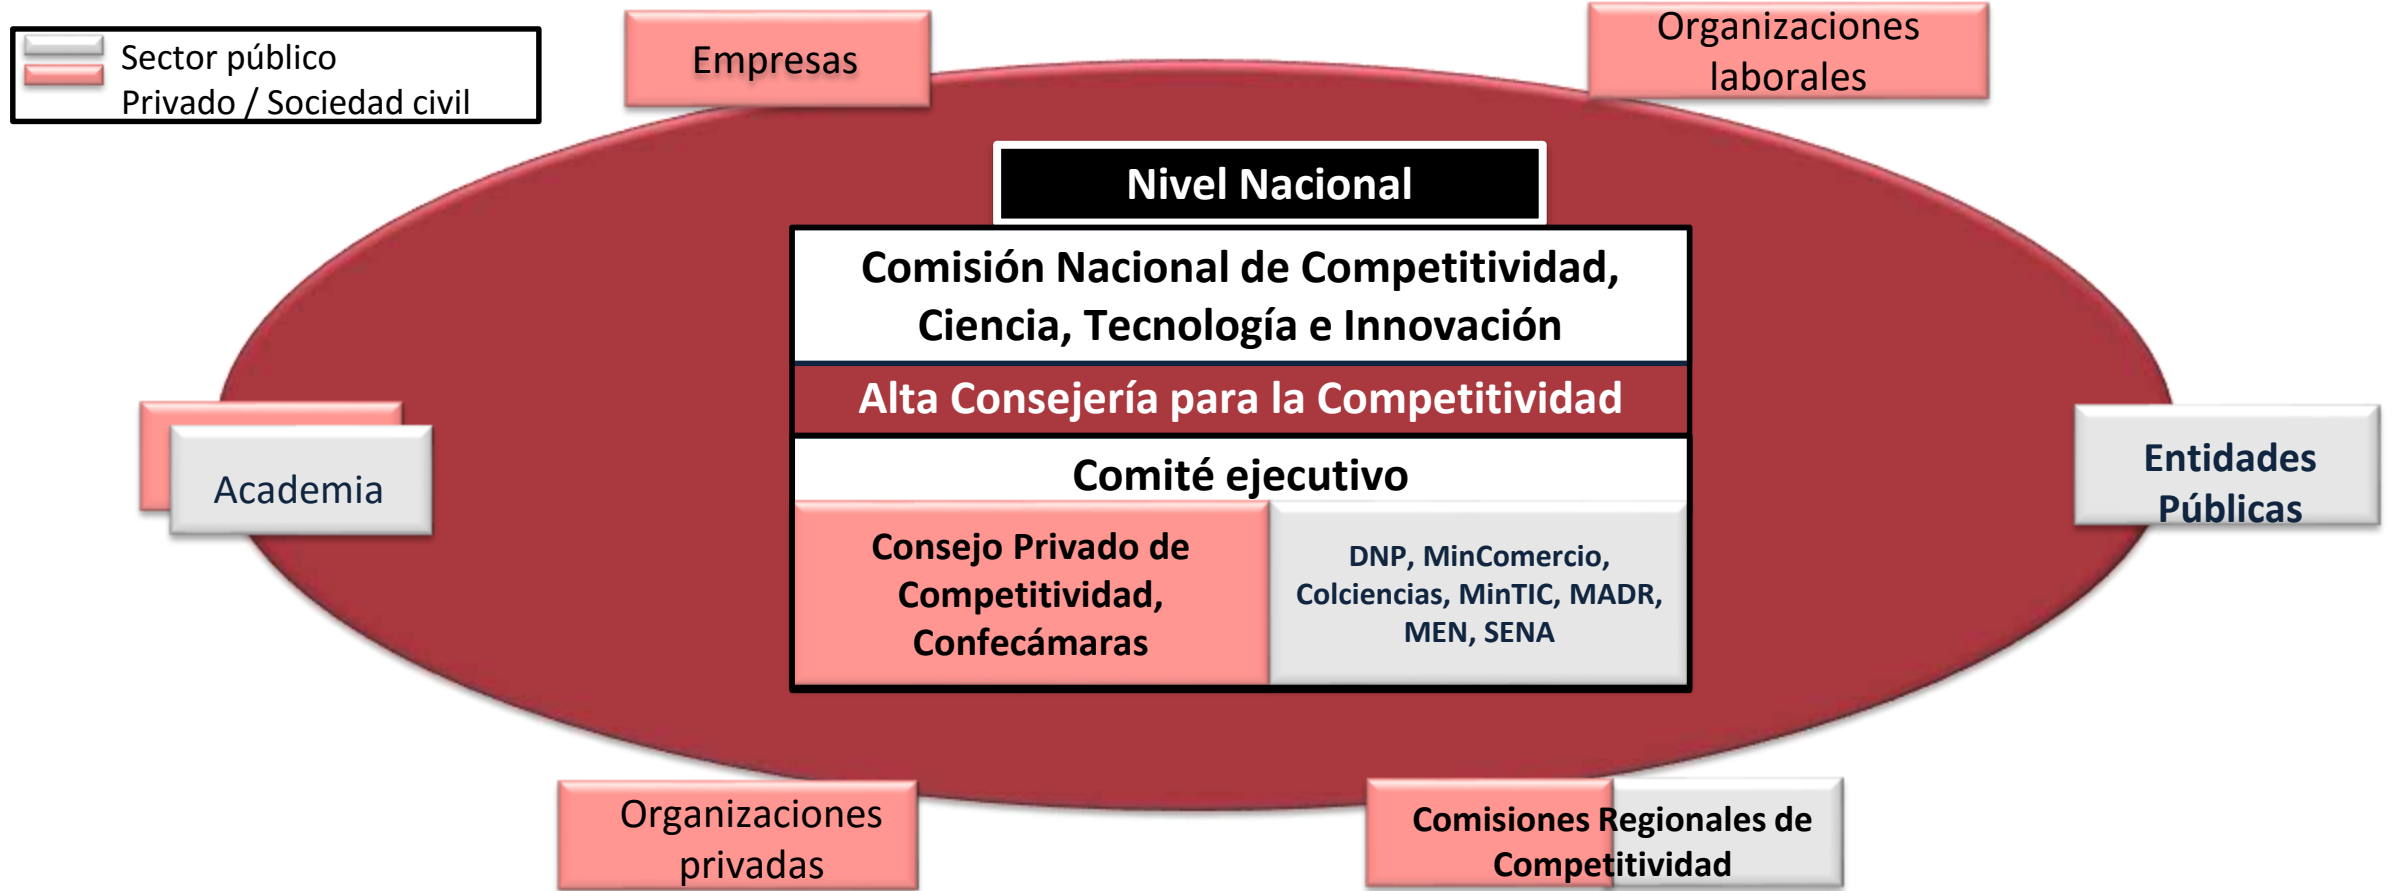 Sector público
Privado / Sociedad civil
Empresas
Organizaciones
laborales
Nivel Nacional
Comisión Nacional de Competitividad,
Ciencia, Tecnología e Innovación
Alta Consejería para la Competitividad
Comité ejecutivo
Consejo Privado de
Competitividad,
Confecámaras
DNP, MinComercio,
Colciencias, MinTIC, MADR,
MEN, SENA
Academia
Entidades
Públicas
Organizaciones
privadas
Comisiones Regionales de
Competitividad